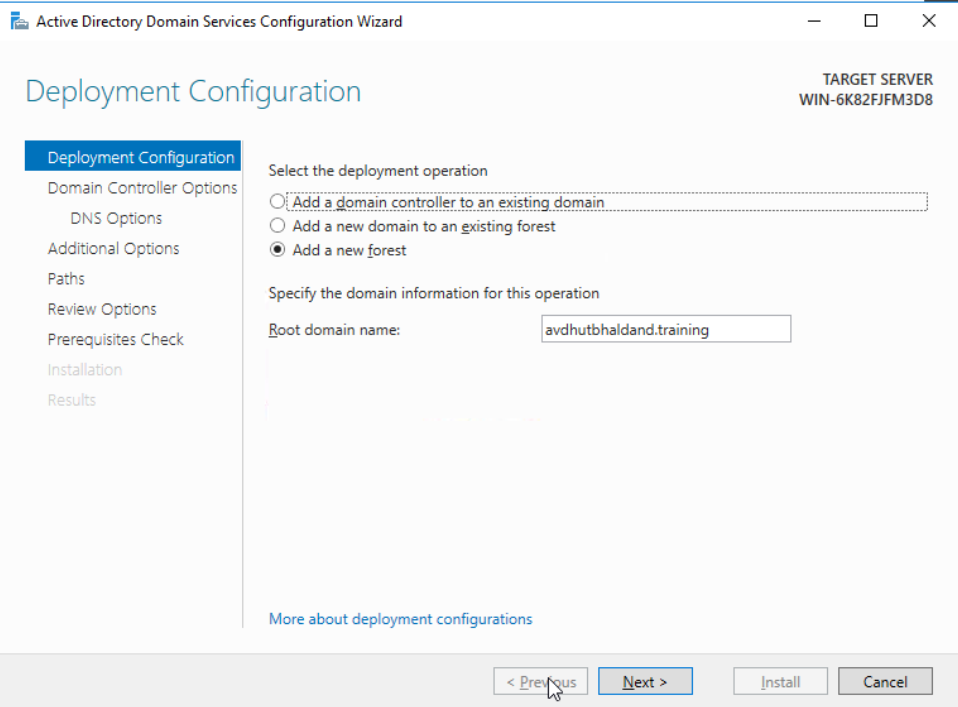 Active Directory Domain Services Configuration Wizard
Deployment Configuration
TARGET SERVER
WIN-6K82FJFM3D8
Deployment Configuration
Domain Controller Options
DNS Options
Additional Options
Paths
Review Options
Prerequisites Check
Installation
Results
Select the deployment operation
Add a domain controller to an existing domain
Add a new domain to an existing forest
Add a new forest
Specify the domain information for this operation
Root domain name:
avdhutbhaldand.training
More about deployment configurations
< Previous
Next >
Install
Cancel